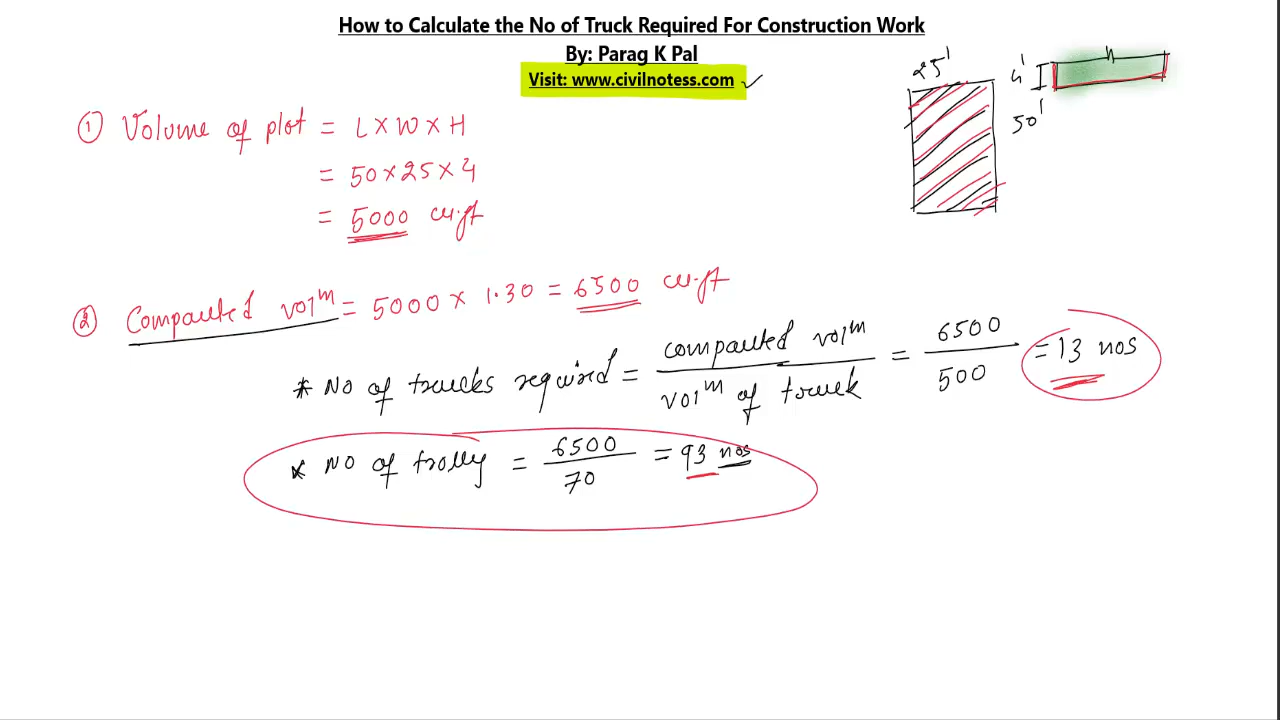 How to Calculate the No of Truck Required For Construction Work
By: Parag K Pal
Visit: www.civilnotess.com
25'
4'
h
50'
① Volume of plot = L × W × H
= 50 × 25 × 4
= 5000 cu.ft
② Compauted volm = 5000 × 1.30 = 6500 cu.ft
* No of trucks required = compauted volm / volm of truck = 6500 / 500 = 13 nos
* No of trolly = 6500 / 70 = 93 nos